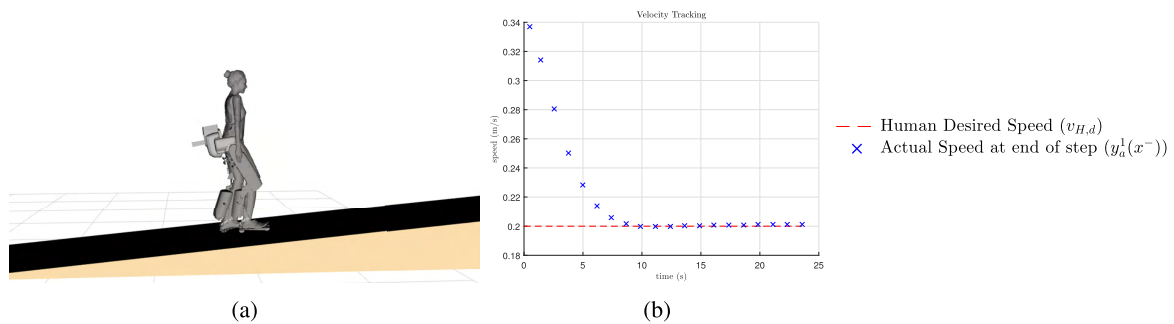 Velocity Tracking
0.34
0.32
0.3
0.28
0.26
0.24
0.22
0.2
0.18
speed (m/s)
0 5 10 15 20 25
time (s)
Human Desired Speed (v_{H,d})
Actual Speed at end of step (y_a^1(x^-))
(a) (b)